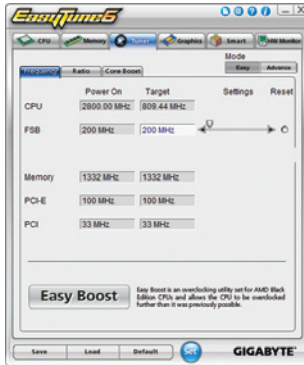 EasyTune6
CPU Memory Tuner Graphics Smart HW Monitor
Mode
Easy Advance
Frequency Ratio Core Boost
Power On Target Settings Reset
CPU 2800.00 MHz 809.44 MHz
FSB 200 MHz 200 MHz
Memory 1332 MHz 1332 MHz
PCI-E 100 MHz 100 MHz
PCI 33 MHz 33 MHz
Easy Boost
Easy Boost is an overclocking utility set for AMD Black
Edition CPUs and allows the CPU to be overclocked
further than it was previously possible.
Save Load Default Set GIGABYTE